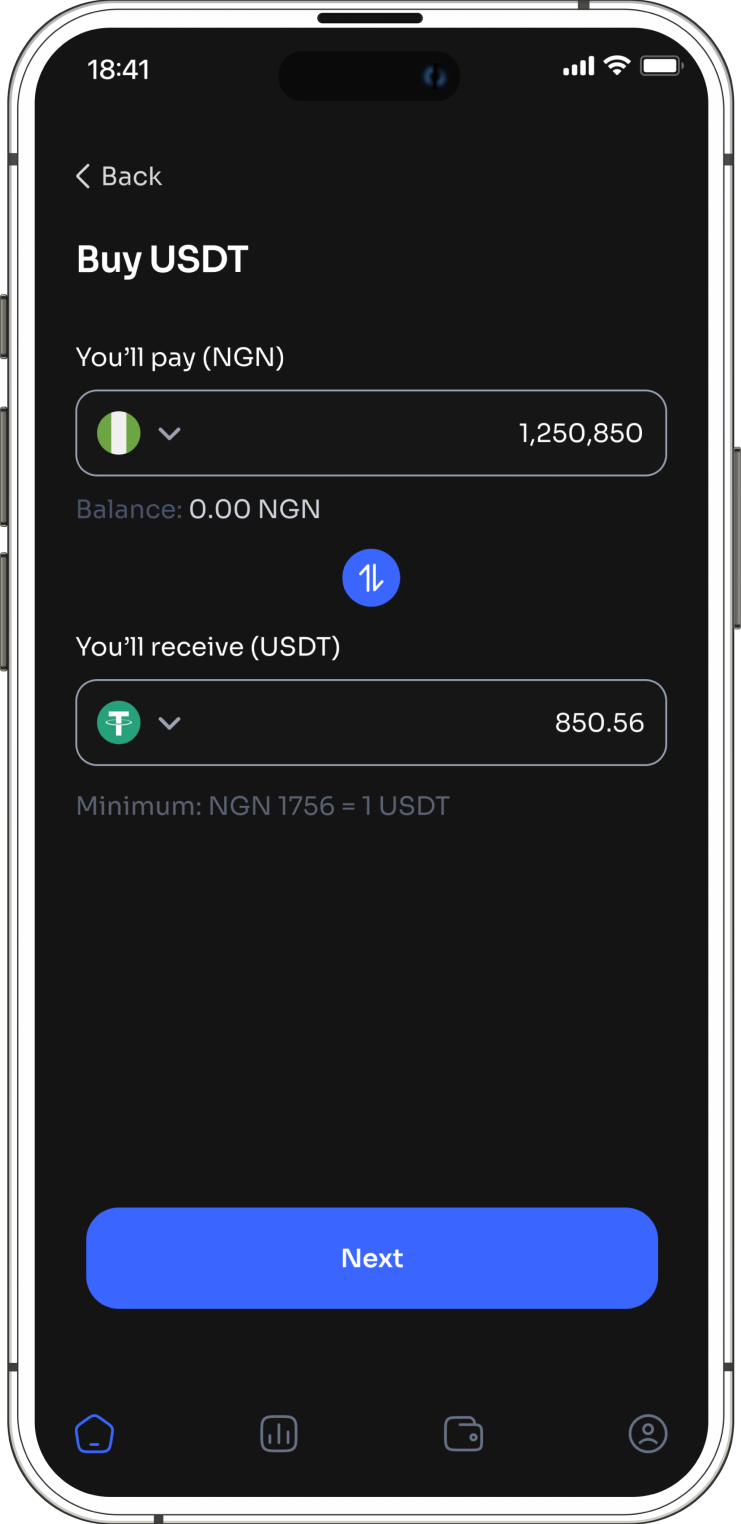 18:41
Back
Buy USDT
You’ll pay (NGN)
1,250,850
Balance: 0.00 NGN
You’ll receive (USDT)
850.56
Minimum: NGN 1756 = 1 USDT
Next